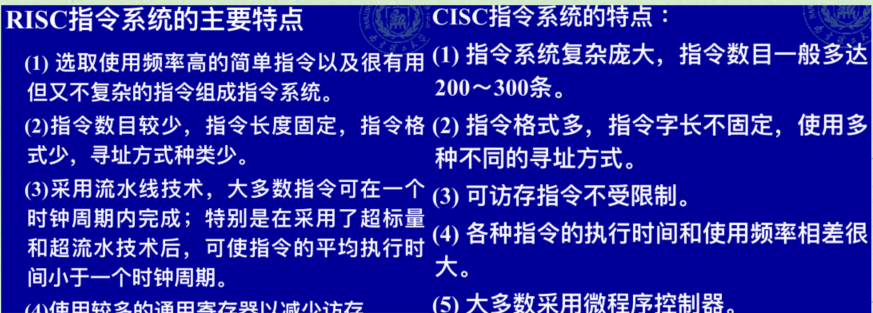 RISC指令系统的主要特点
(1) 选取使用频率高的简单指令以及很有用
但又不复杂的指令组成指令系统。
(2)指令数目较少，指令长度固定，指令格
式少，寻址方式种类少。
(3)采用流水线技术，大多数指令可在一个
时钟周期内完成；特别是在采用了超标量
和超流水技术后，可使指令的平均执行时
间小于一个时钟周期。
(4)使用较多的通用寄存器以减少访存
CISC指令系统的特点：
(1) 指令系统复杂庞大，指令数目一般多达
200～300条。
(2) 指令格式多，指令字长不固定，使用多
种不同的寻址方式。
(3) 可访存指令不受限制。
(4) 各种指令的执行时间和使用频率相差很
大。
(5) 大多数采用微程序控制器。